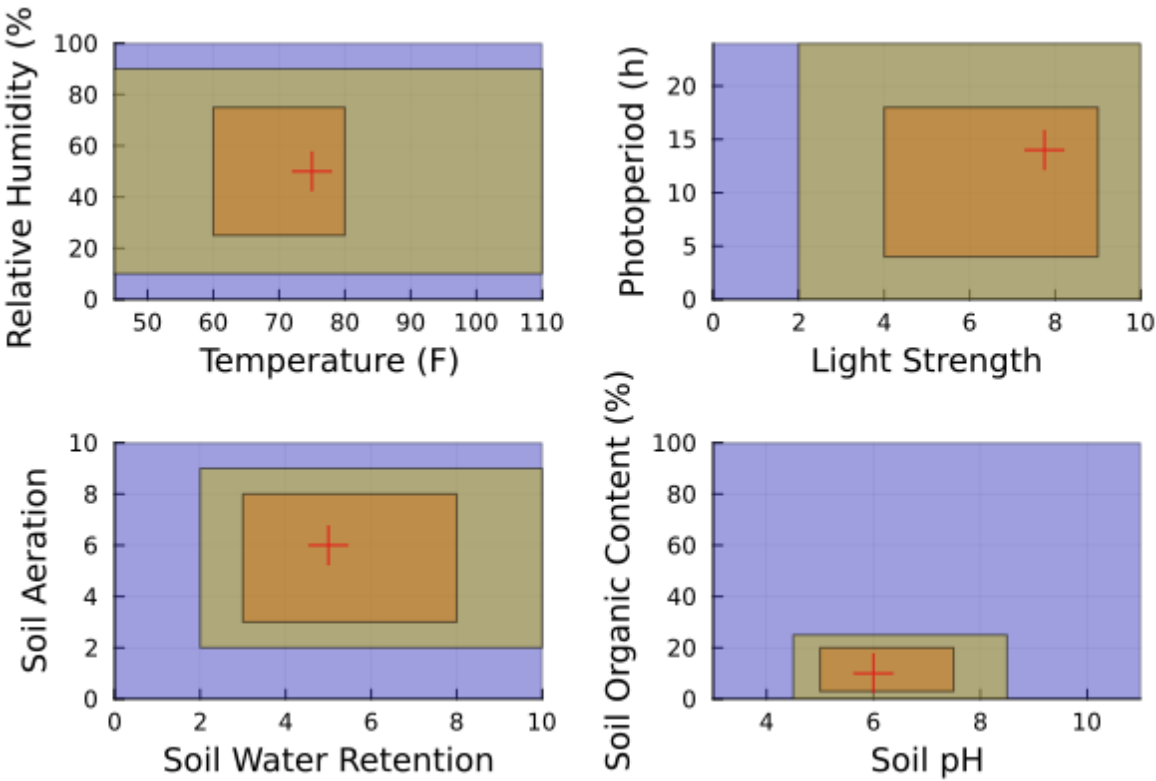 Relative Humidity (%
100
80
60
40
20
0
50 60 70 80 90 100 110
Temperature (F)
Photoperiod (h)
20
15
10
5
0
0 2 4 6 8 10
Light Strength
Soil Aeration
10
8
6
4
2
0
0 2 4 6 8 10
Soil Water Retention
Soil Organic Content (%)
100
80
60
40
20
0
4 6 8 10
Soil pH